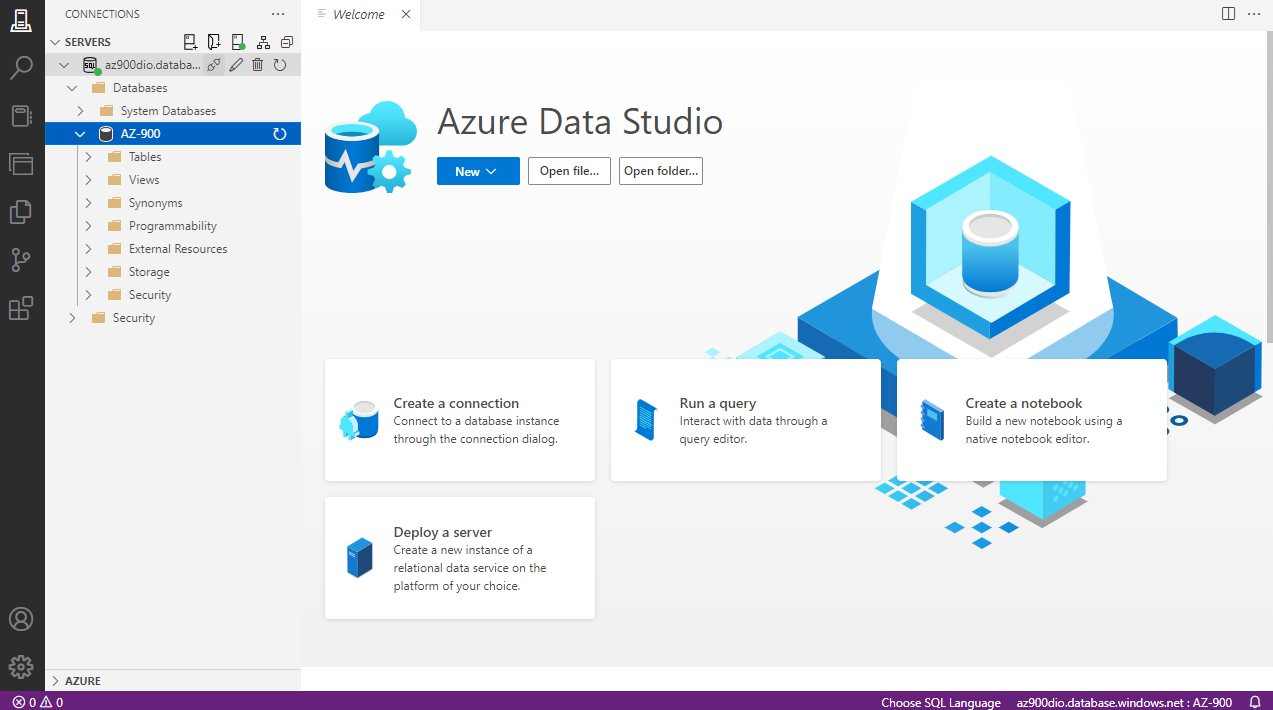 CONNECTIONS
SERVERS
SQL az900dio.databa...
Databases
System Databases
AZ-900
Tables
Views
Synonyms
Programmability
External Resources
Storage
Security
Security
AZURE
Welcome
Azure Data Studio
New
Open file...
Open folder...
Create a connection
Connect to a database instance
through the connection dialog.
Run a query
Interact with data through a
query editor.
Create a notebook
Build a new notebook using a
native notebook editor.
Deploy a server
Create a new instance of a
relational data service on the
platform of your choice.
0 0
Choose SQL Language
az900dio.database.windows.net : AZ-900